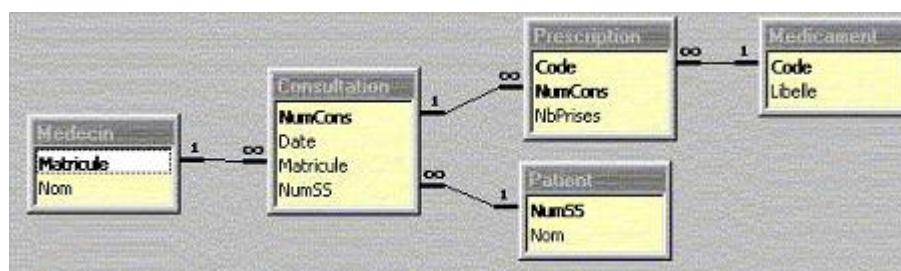 Medecin
Matricule
Nom
1
∞
Consultation
NumCons
Date
Matricule
NumSS
1
∞
∞
1
Prescription
Code
NumCons
NbPrises
∞
1
Medicament
Code
Libelle
Patient
NumSS
Nom